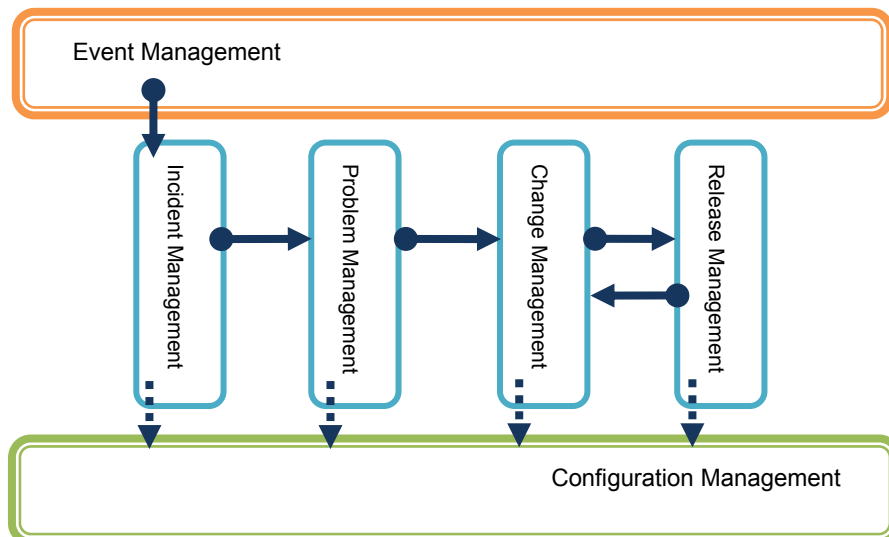 Event Management
Incident Management
Problem Management
Change Management
Release Management
Configuration Management